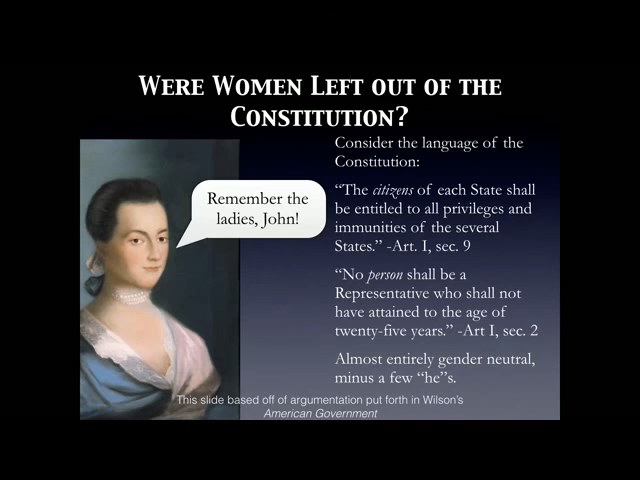 WERE WOMEN LEFT OUT OF THE
CONSTITUTION?
Remember the
ladies, John!
Consider the language of the
Constitution:
“The citizens of each State shall
be entitled to all privileges and
immunities of the several
States.” -Art. I, sec. 9
“No person shall be a
Representative who shall not
have attained to the age of
twenty-five years.” -Art I, sec. 2
Almost entirely gender neutral,
minus a few “he”s.
This slide based off of argumentation put forth in Wilson’s
American Government